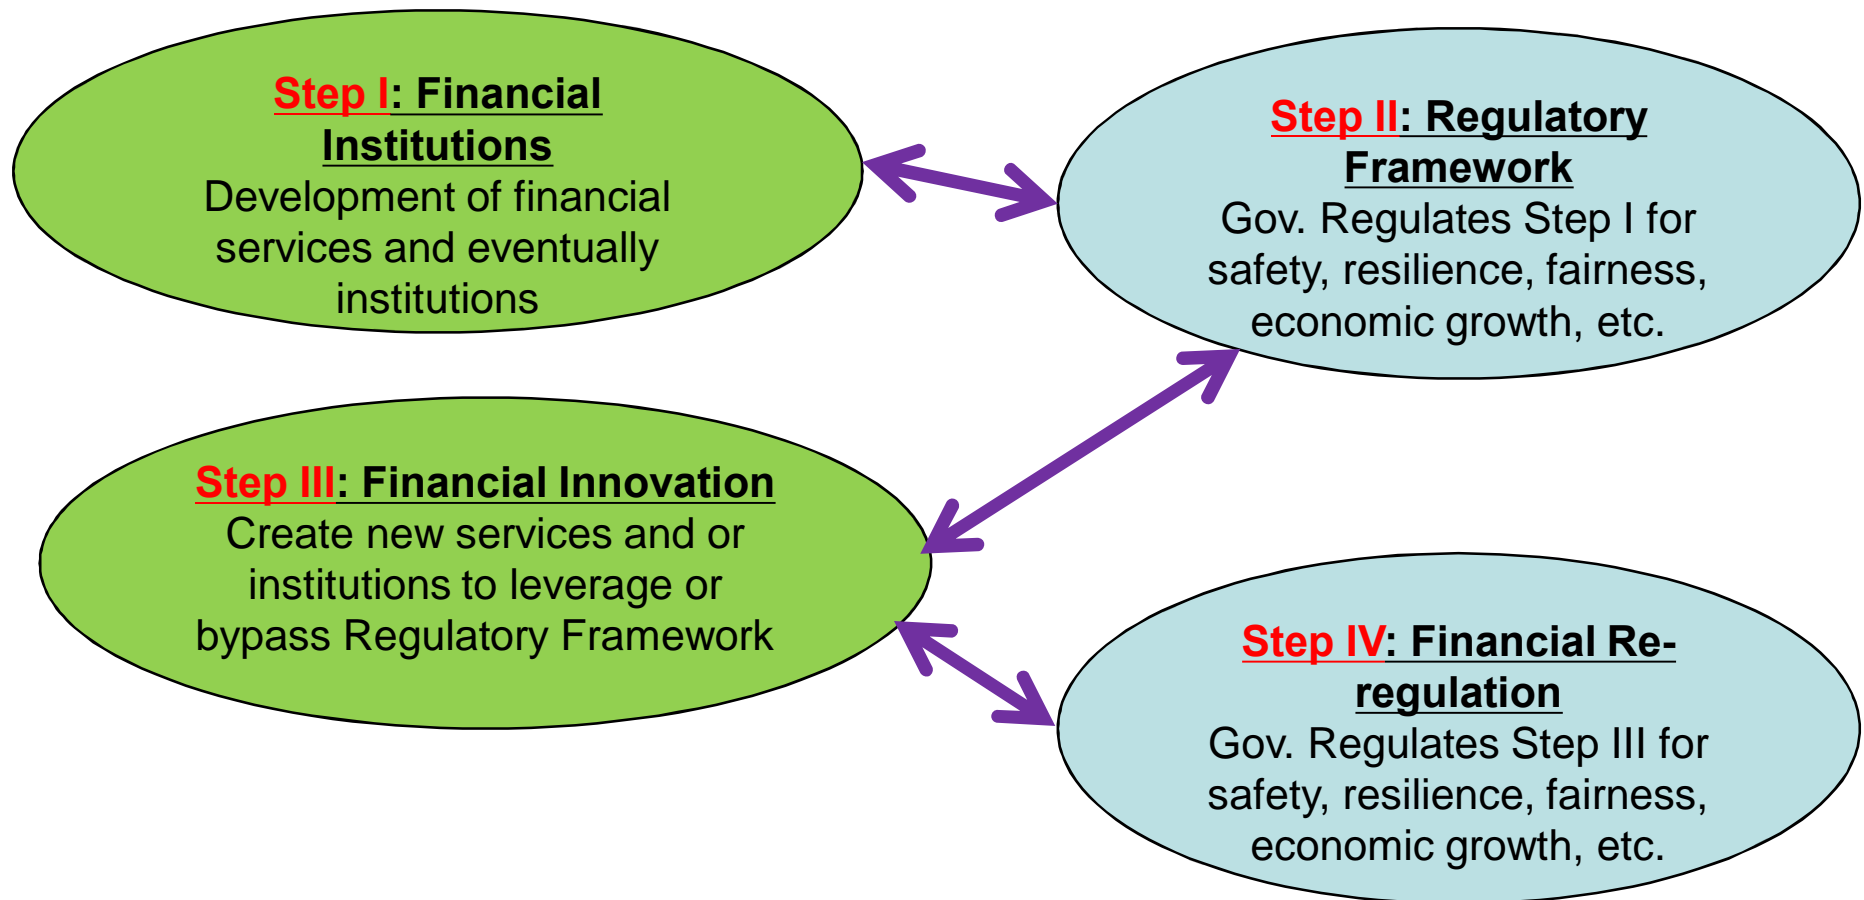 Step I: Financial
Institutions
Development of financial
services and eventually
institutions
Step II: Regulatory
Framework
Gov. Regulates Step I for
safety, resilience, fairness,
economic growth, etc.
Step III: Financial Innovation
Create new services and or
institutions to leverage or
bypass Regulatory Framework
Step IV: Financial Re-
regulation
Gov. Regulates Step III for
safety, resilience, fairness,
economic growth, etc.